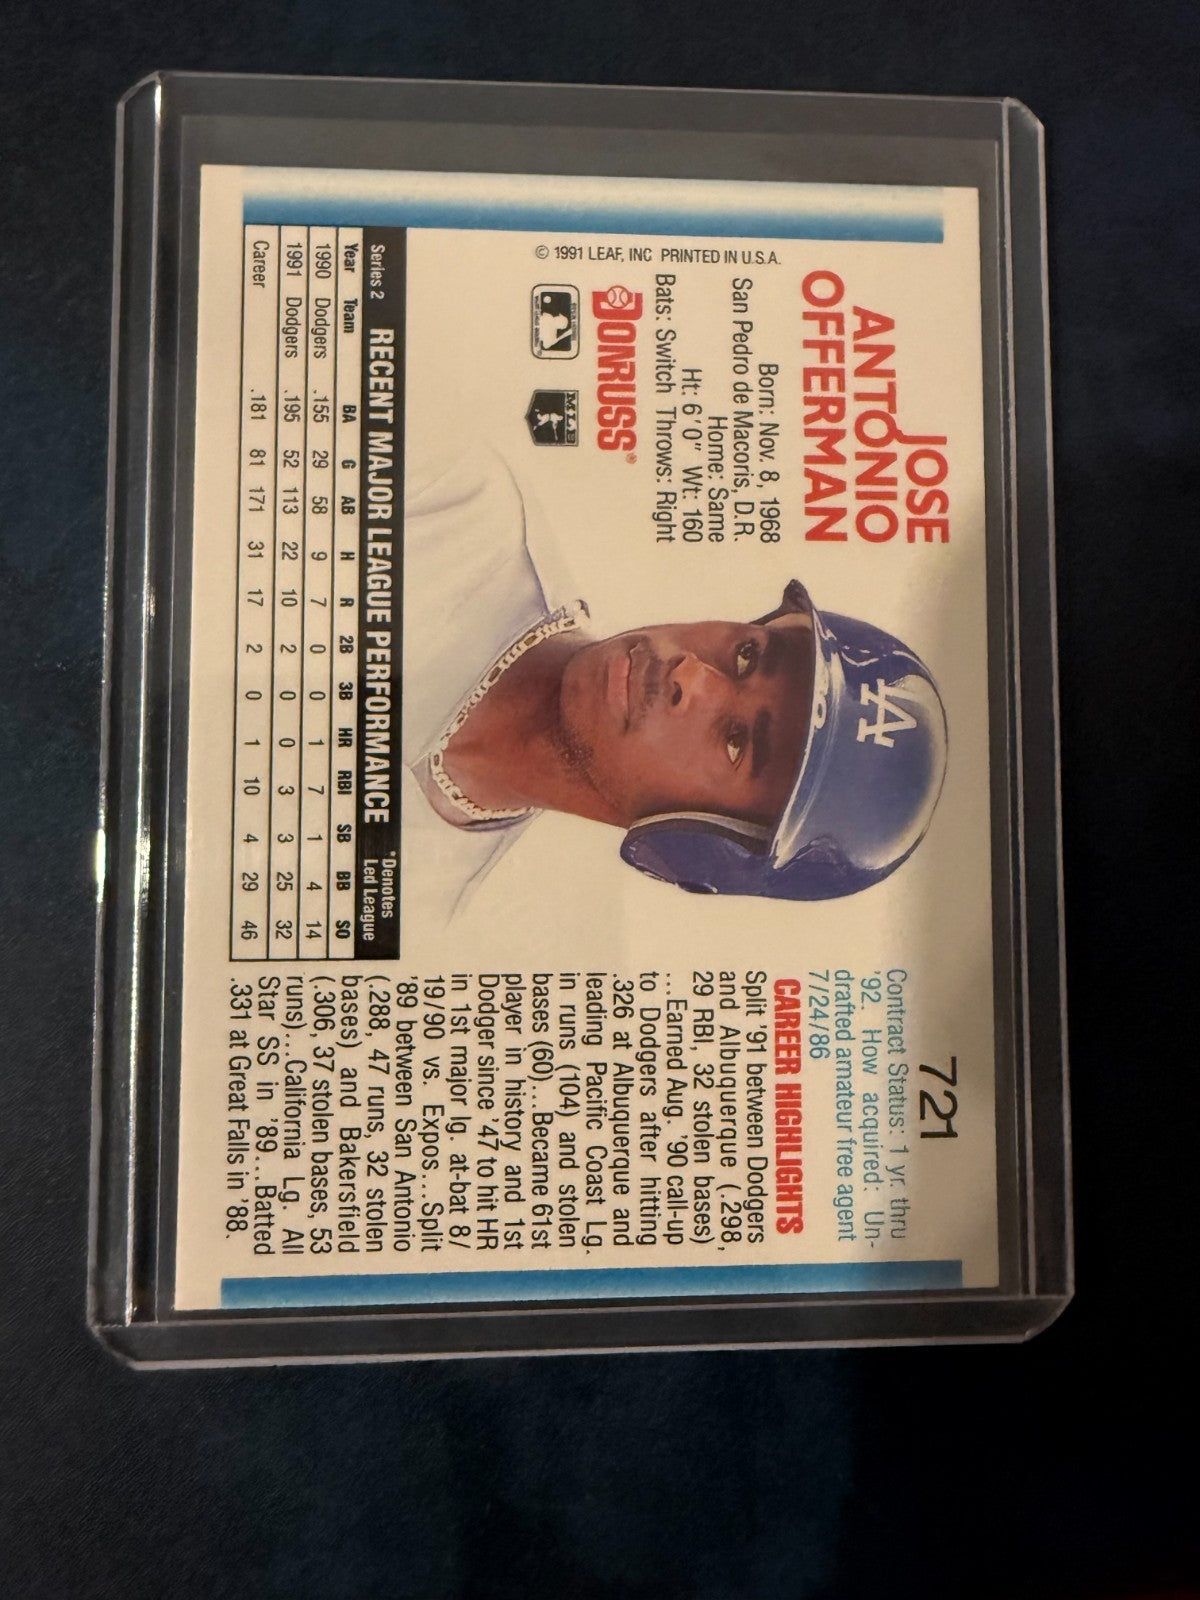 JOSE
ANTONIO
OFFERMAN
Born: Nov. 8, 1968
San Pedro de Macoris, D.R.
Home: Same
Ht: 6'0" Wt: 160
Bats: Switch Throws: Right
© 1991 LEAF, INC PRINTED IN U.S.A.
DONRUSS®
MLB
LA
721
Contract Status: 1 yr. thru
'92. How acquired: Un-
drafted amateur free agent
7/24/86
CAREER HIGHLIGHTS
Split '91 between Dodgers
and Albuquerque (.298,
29 RBI, 32 stolen bases)
...Earned Aug. '90 call-up
to Dodgers after hitting
.326 at Albuquerque and
leading Pacific Coast Lg.
in runs (104) and stolen
bases (60)...Became 61st
player in history and 1st
Dodger since '47 to hit HR
in 1st major lg. at-bat 8/
19/90 vs. Expos...Split
'89 between San Antonio
(.288, 47 runs, 32 stolen
bases) and Bakersfield
(.306, 37 stolen bases, 53
runs)...California Lg. All
Star SS in '89...Batted
.331 at Great Falls in '88.
Series 2 RECENT MAJOR LEAGUE PERFORMANCE *Denotes
Led League
Year Team BA G AB H R 2B 3B HR RBI SB BB SO
1990 Dodgers .155 29 58 9 7 0 0 1 7 1 4 14
1991 Dodgers .195 52 113 22 10 2 0 0 3 3 25 32
Career .181 81 171 31 17 2 0 1 10 4 29 46